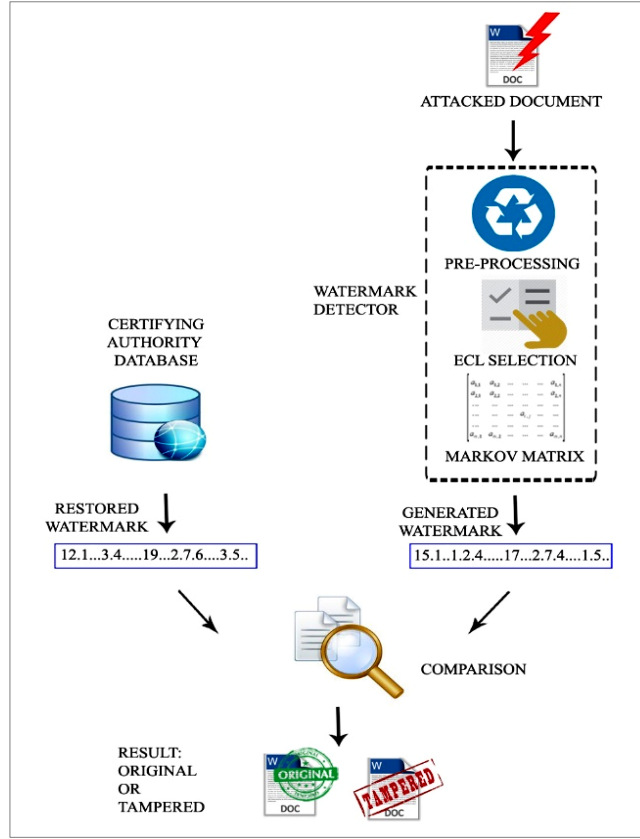 W
DOC
ATTACKED DOCUMENT
PRE-PROCESSING
WATERMARK
DETECTOR
ECL SELECTION
MARKOV MATRIX
CERTIFYING
AUTHORITY
DATABASE
RESTORED
WATERMARK
12.1...3.4.....19...2.7.6....3.5..
GENERATED
WATERMARK
15.1..1.2.4.....17...2.7.4....1.5..
COMPARISON
RESULT:
ORIGINAL
OR
TAMPERED
W
ORIGINAL
DOC
W
TAMPERED
DOC